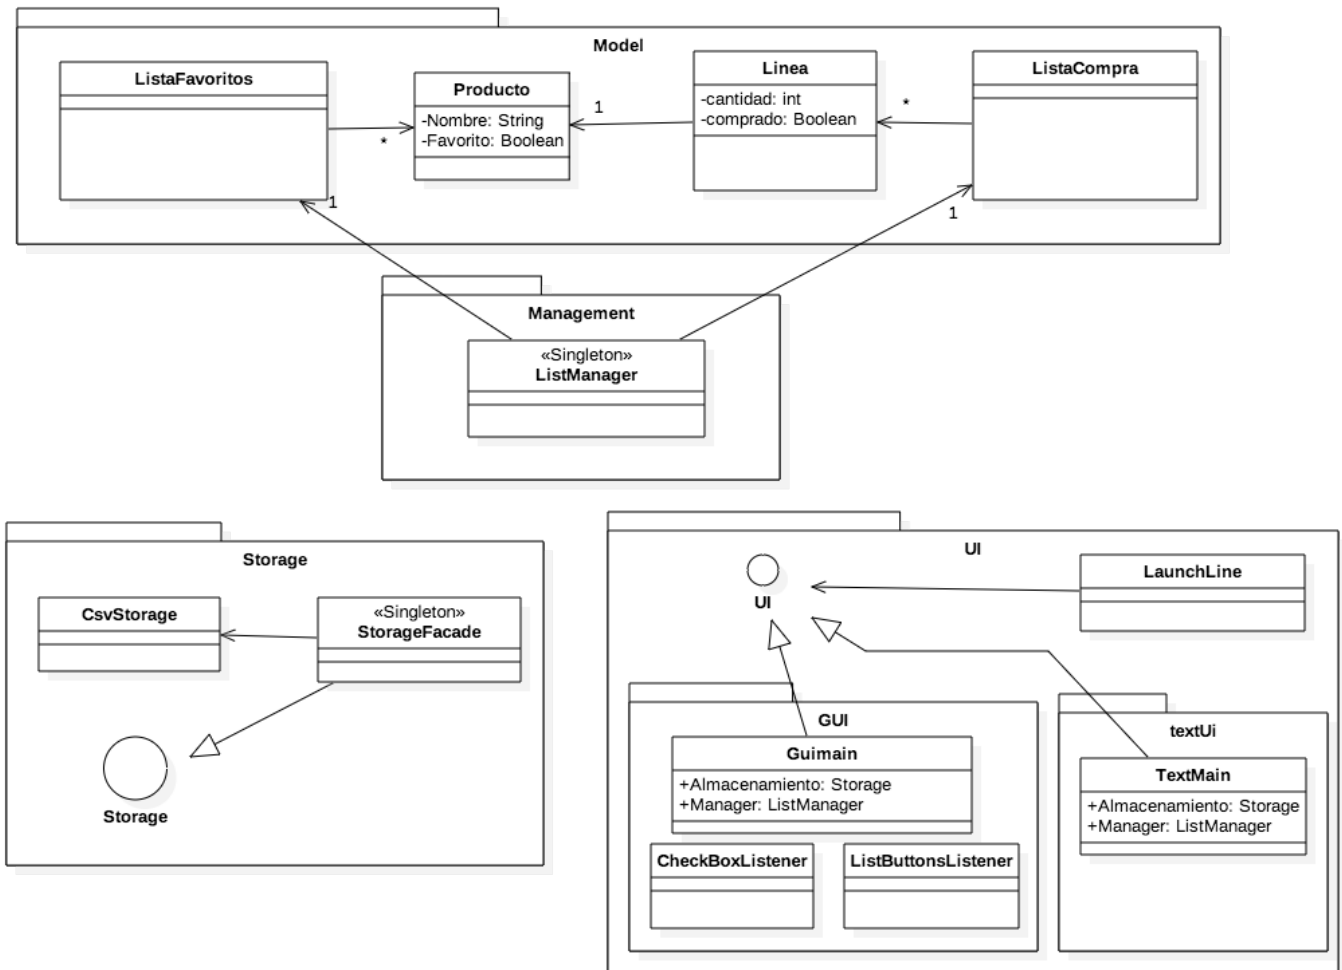 Model
ListaFavoritos
Producto
-Nombre: String
-Favorito: Boolean
Linea
-cantidad: int
-comprado: Boolean
ListaCompra
*
1
*
1
1
Management
«Singleton»
ListManager
Storage
CsvStorage
«Singleton»
StorageFacade
Storage
UI
UI
LaunchLine
GUI
Guimain
+Almacenamiento: Storage
+Manager: ListManager
CheckBoxListener
ListButtonsListener
textUi
TextMain
+Almacenamiento: Storage
+Manager: ListManager